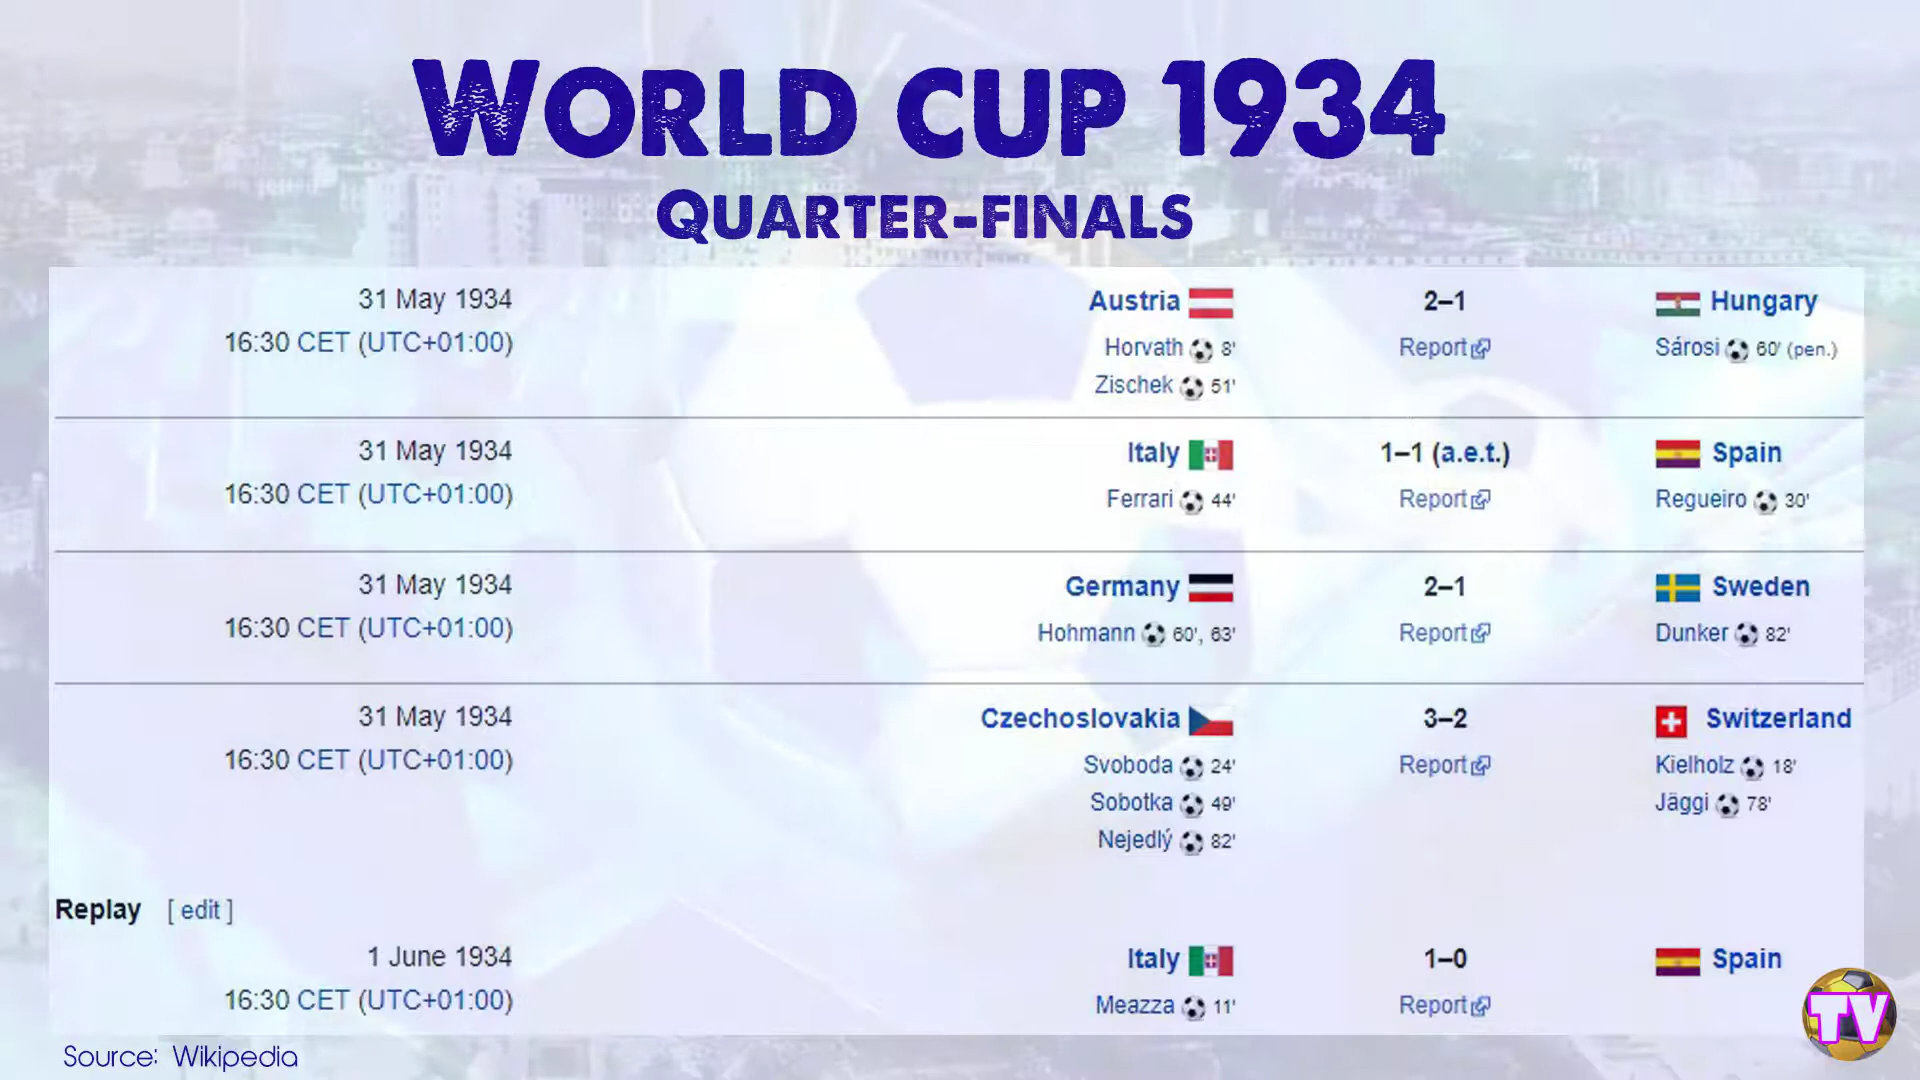 WORLD CUP 1934
QUARTER-FINALS
31 May 1934
16:30 CET (UTC+01:00)
Austria 2–1 Hungary
Horvath 8' Report Sárosi 60' (pen.)
Zischek 51'
31 May 1934
16:30 CET (UTC+01:00)
Italy 1–1 (a.e.t.) Spain
Ferrari 44' Report Regueiro 30'
31 May 1934
16:30 CET (UTC+01:00)
Germany 2–1 Sweden
Hohmann 60', 63' Report Dunker 82'
31 May 1934
16:30 CET (UTC+01:00)
Czechoslovakia 3–2 Switzerland
Svoboda 24' Report Kielholz 18'
Sobotka 49' Jäggi 78'
Nejedlý 82'
Replay [ edit ]
1 June 1934
16:30 CET (UTC+01:00)
Italy 1–0 Spain
Meazza 11' Report
TV
Source: Wikipedia